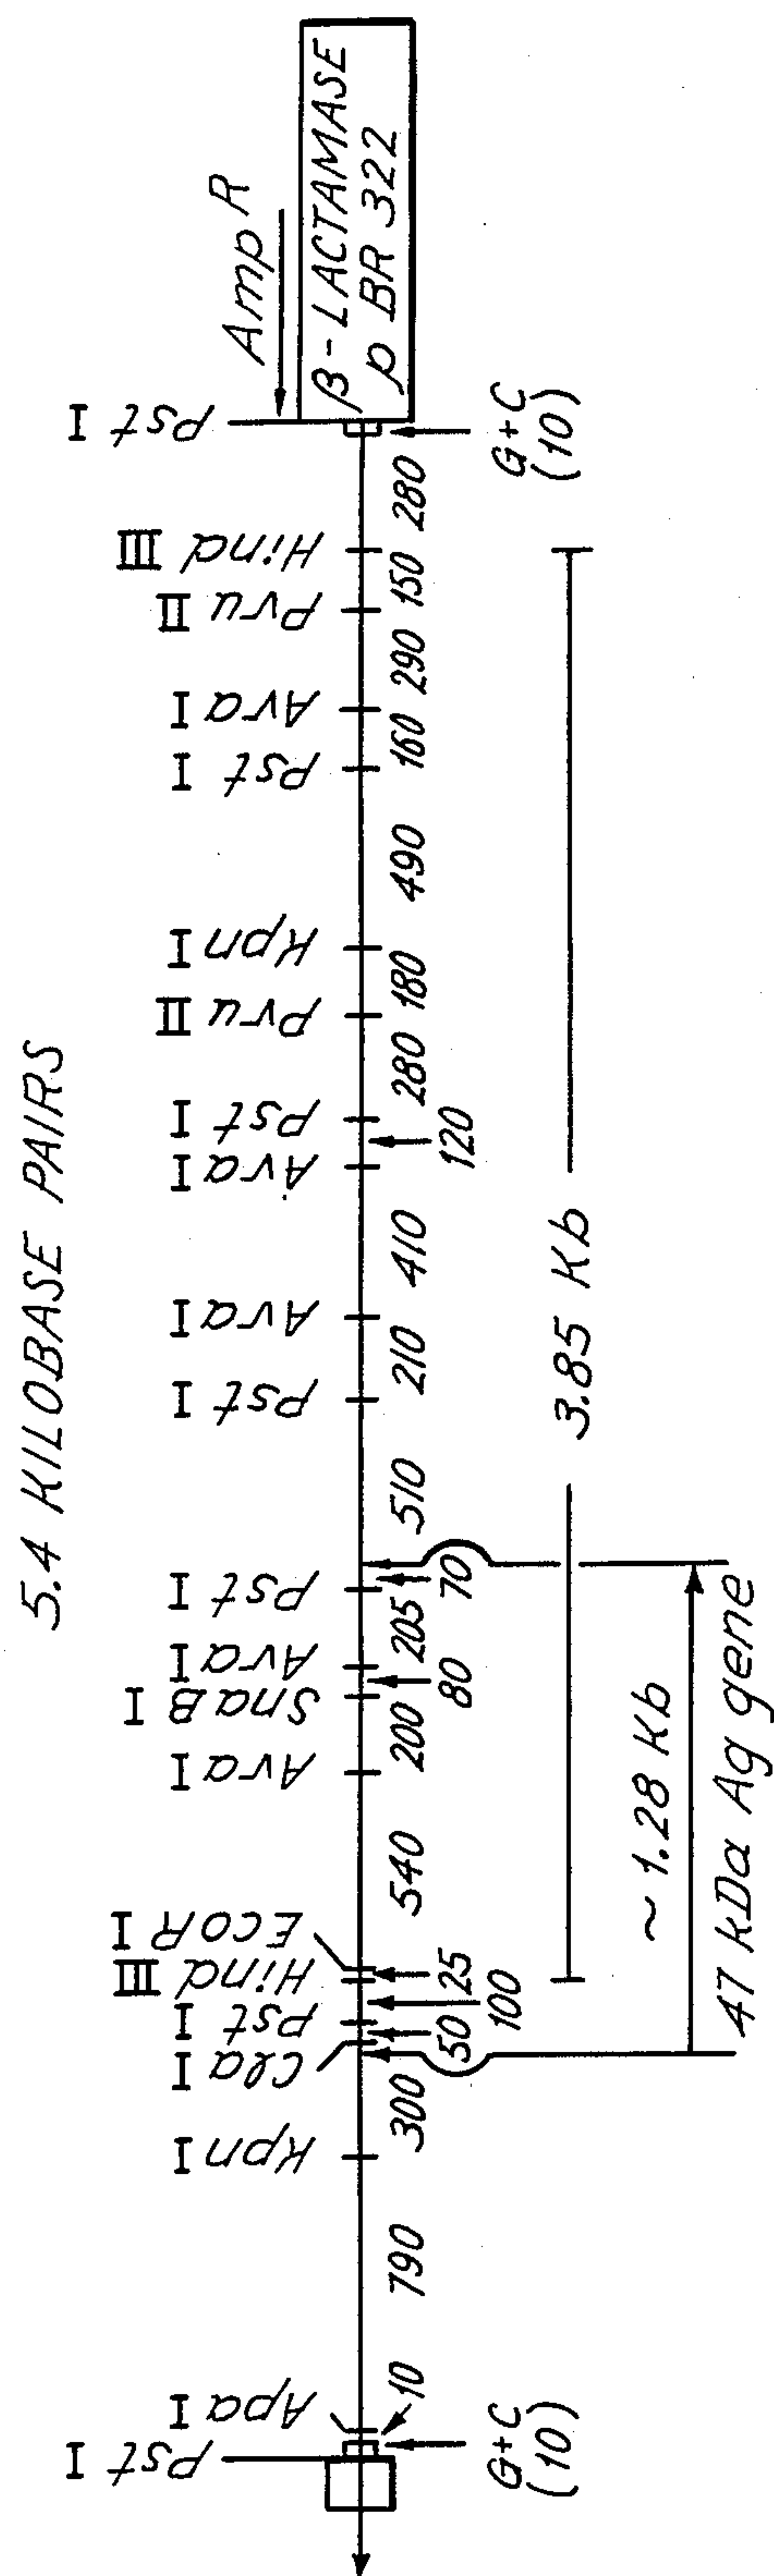 5.4 KILOBASE PAIRS
Pst I
Apa I
Kpn I
Cla I
Pst I
Hind III
EcoR I
Ava I
SnaB I
Ava I
Pst I
Pst I
Ava I
Ava I
Pst I
Pvu II
Kpn I
Pst I
Ava I
Pvu II
Hind III
Pst I
Amp R
β-LACTAMASE
p BR 322
10
790
300
50
100
25
540
200
80
205
70
510
210
410
120
280
180
490
160
290
150
280
G+C
(10)
G+C
(10)
3.85 Kb
~ 1.28 Kb
47 kDa Ag gene